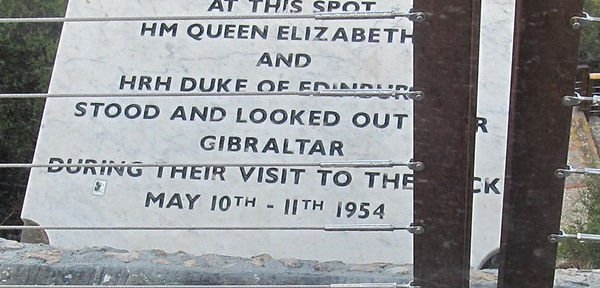 AT THIS SPOT
HM QUEEN ELIZABETH
AND
HRH DUKE OF EDINBUR
STOOD AND LOOKED OUT R
GIBRALTAR
DURING THEIR VISIT TO THE CK
MAY 10TH - 11TH 1954